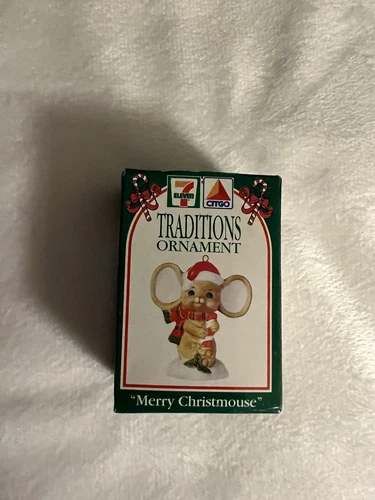 7
ELEVEN
CITGO
TRADITIONS
ORNAMENT
"Merry Christmouse"